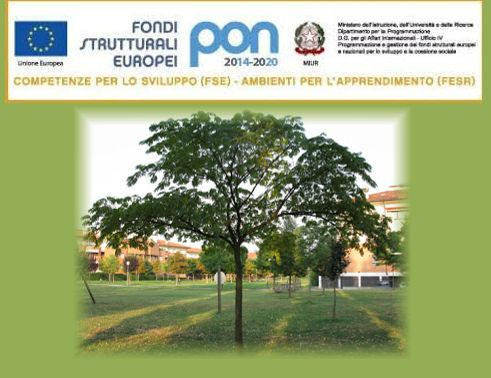 Unione Europea
FONDI
STRUTTURALI
EUROPEI
pon
2014-2020
MIUR
Ministero dell'Istruzione, dell'Università e della Ricerca
Dipartimento per la Programmazione
D.G. per gli Affari Internazionali - Ufficio IV
Programmazione e gestione dei fondi strutturali europei
e nazionali per lo sviluppo e la coesione sociale
COMPETENZE PER LO SVILUPPO (FSE) - AMBIENTI PER L'APPRENDIMENTO (FESR)